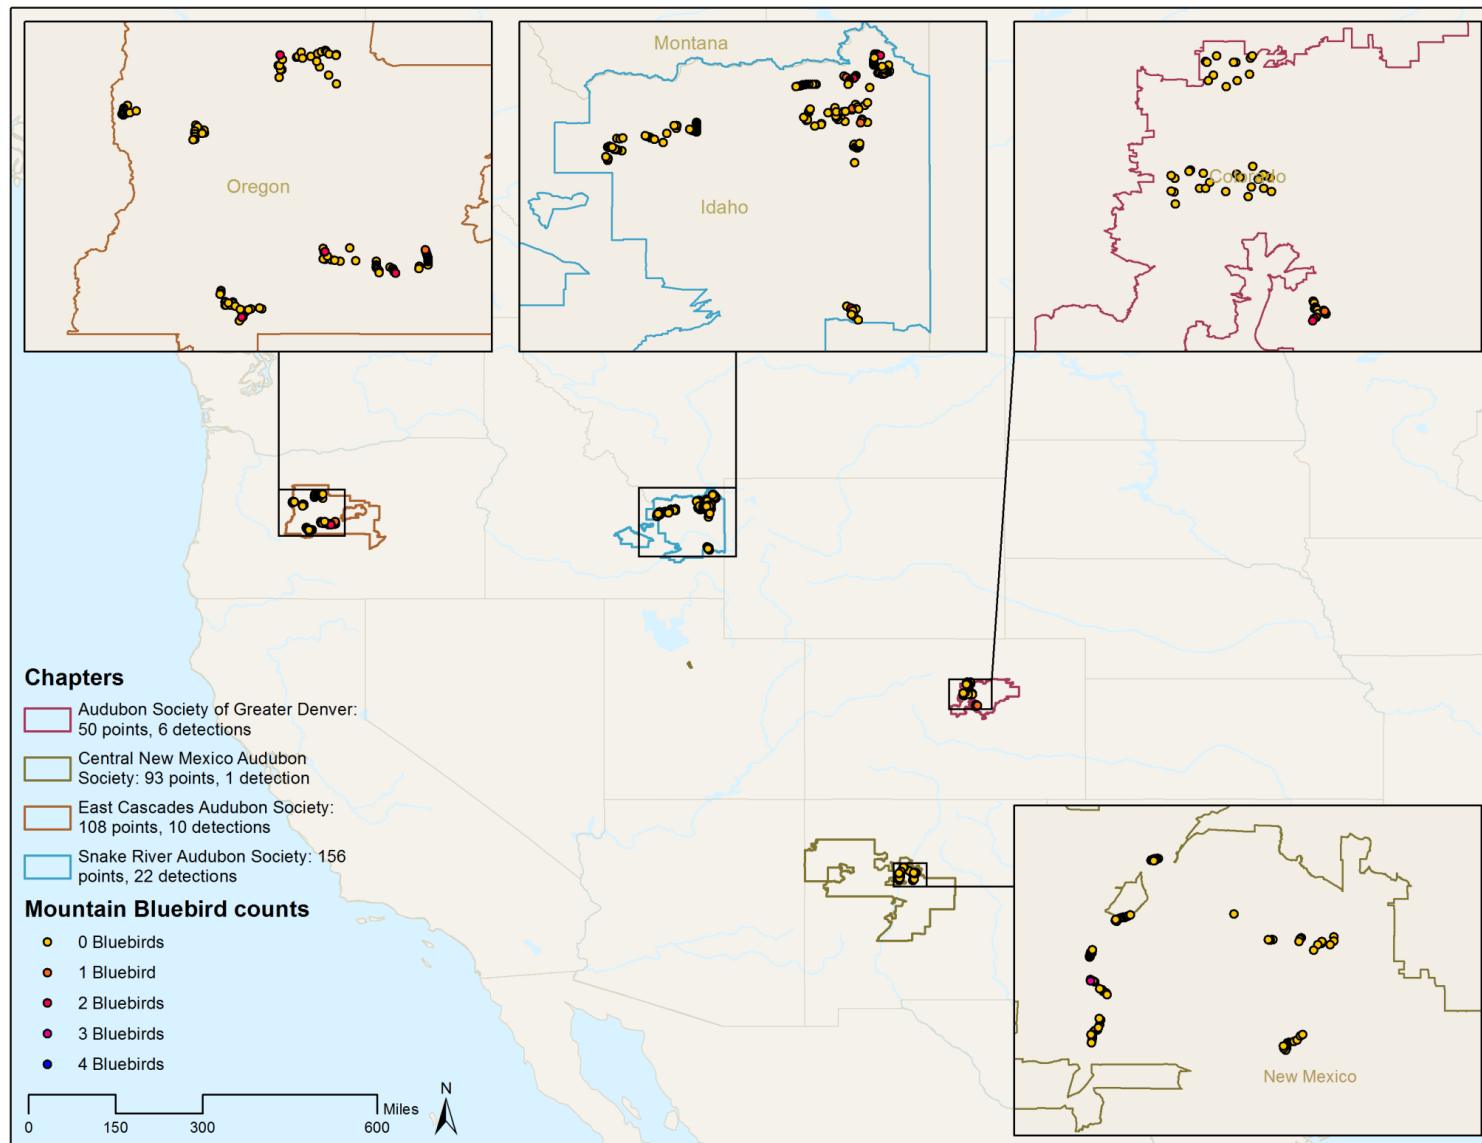 Montana
Oregon
Idaho
Colorado
Chapters
Audubon Society of Greater Denver:
50 points, 6 detections
Central New Mexico Audubon
Society: 93 points, 1 detection
East Cascades Audubon Society:
108 points, 10 detections
Snake River Audubon Society: 156
points, 22 detections
Mountain Bluebird counts
0 Bluebirds
1 Bluebird
2 Bluebirds
3 Bluebirds
4 Bluebirds
New Mexico
N
Miles
0 150 300 600